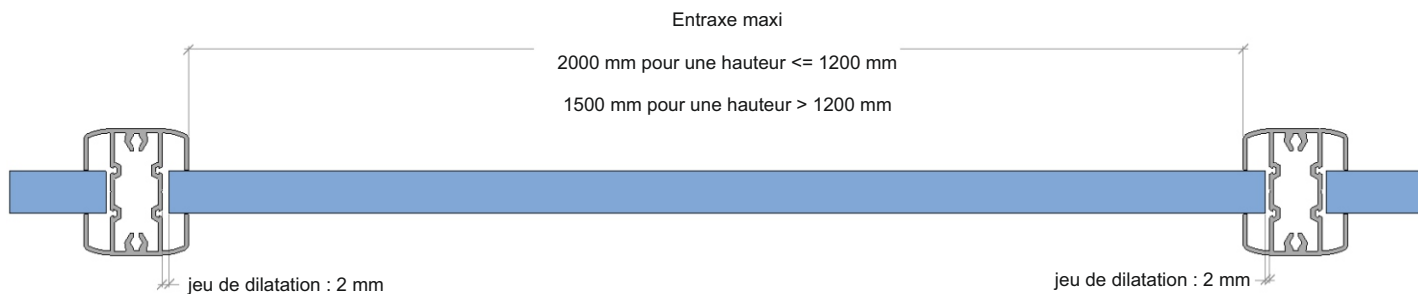 Entraxe maxi
2000 mm pour une hauteur <= 1200 mm
1500 mm pour une hauteur > 1200 mm
jeu de dilatation : 2 mm
jeu de dilatation : 2 mm